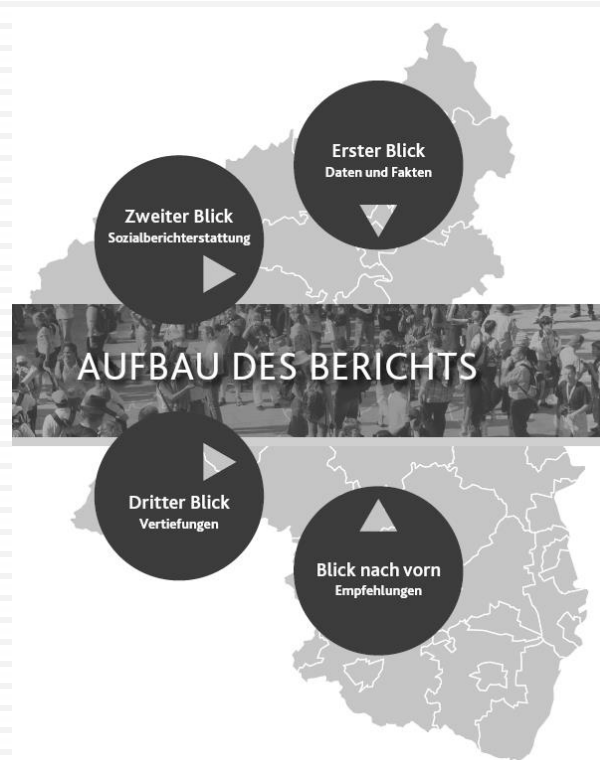 Erster Blick
Daten und Fakten
Zweiter Blick
Sozialberichterstattung
AUFBAU DES BERICHTS
Dritter Blick
Vertiefungen
Blick nach vorn
Empfehlungen